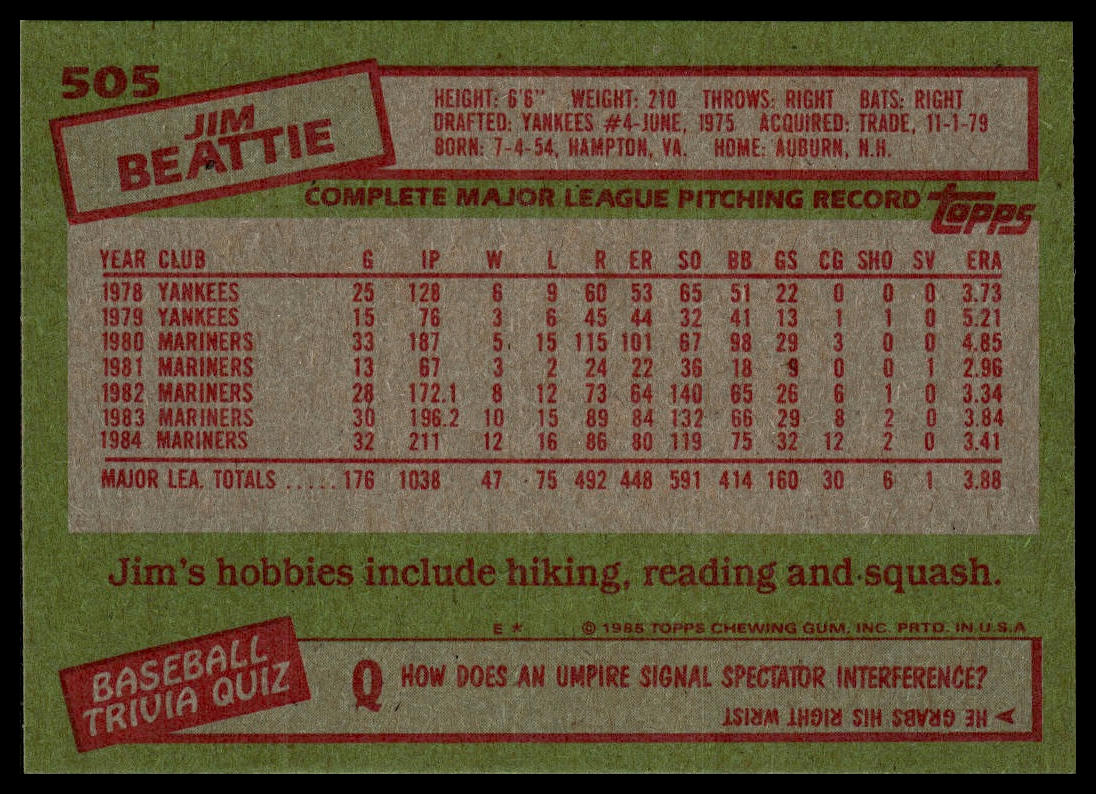 505
JIM
BEATTIE
HEIGHT: 6'6" WEIGHT: 210 THROWS: RIGHT BATS: RIGHT
DRAFTED: YANKEES #4-JUNE, 1975 ACQUIRED: TRADE, 11-1-79
BORN: 7-4-54, HAMPTON, VA. HOME: AUBURN, N.H.
COMPLETE MAJOR LEAGUE PITCHING RECORD Topps
YEAR CLUB G IP W L R ER SO BB GS CG SHO SV ERA
1978 YANKEES 25 128 6 9 60 53 65 51 22 0 0 0 3.73
1979 YANKEES 15 76 3 6 45 44 32 41 13 1 1 0 5.21
1980 MARINERS 33 187 5 15 115 101 67 98 29 3 0 0 4.85
1981 MARINERS 13 67 3 2 24 22 36 18 9 0 0 1 2.96
1982 MARINERS 28 172.1 8 12 73 64 140 65 26 6 1 0 3.34
1983 MARINERS 30 196.2 10 15 89 84 132 66 29 8 2 0 3.84
1984 MARINERS 32 211 12 16 86 80 119 75 32 12 2 0 3.41
MAJOR LEA. TOTALS ..... 176 1038 47 75 492 448 591 414 160 30 6 1 3.88
Jim's hobbies include hiking, reading and squash.
E * © 1985 TOPPS CHEWING GUM, INC. PRTD. IN U.S.A
BASEBALL
TRIVIA QUIZ
Q HOW DOES AN UMPIRE SIGNAL SPECTATOR INTERFERENCE?
A HE GRABS HIS RIGHT WRIST